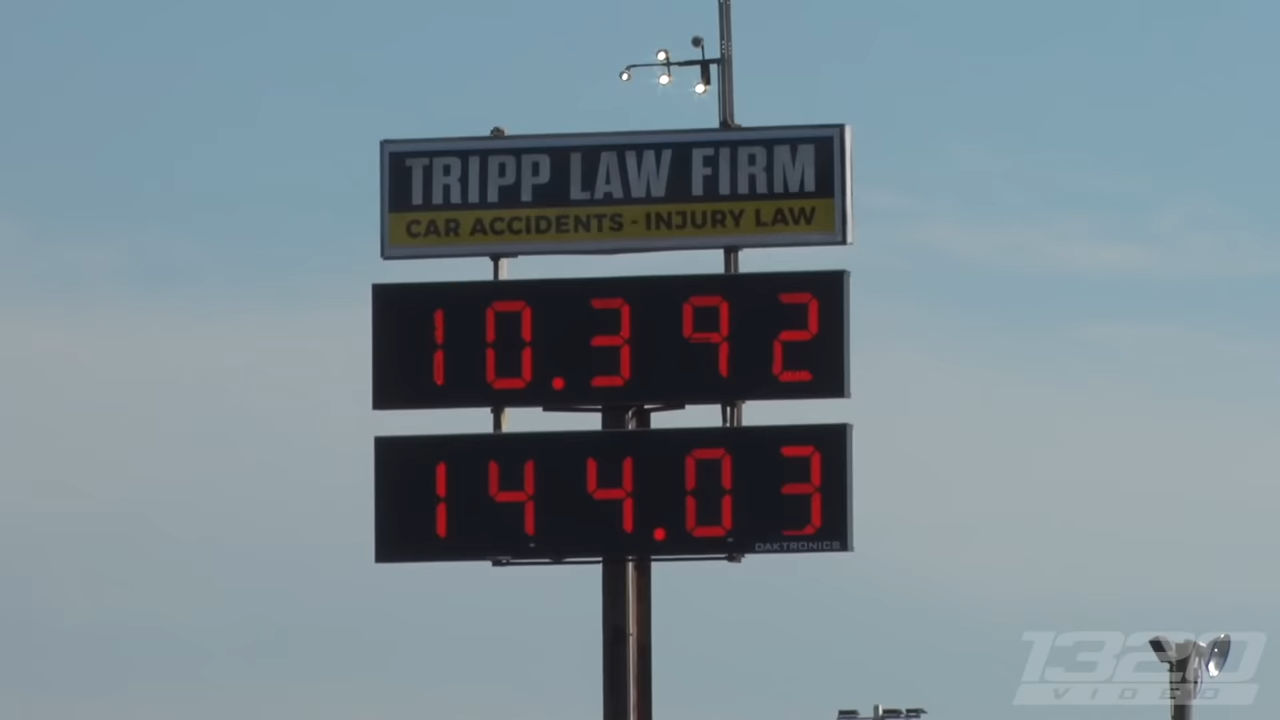 TRIPP LAW FIRM
CAR ACCIDENTS - INJURY LAW
10.392
144.03
DAKTRONICS
1320
VIDEO